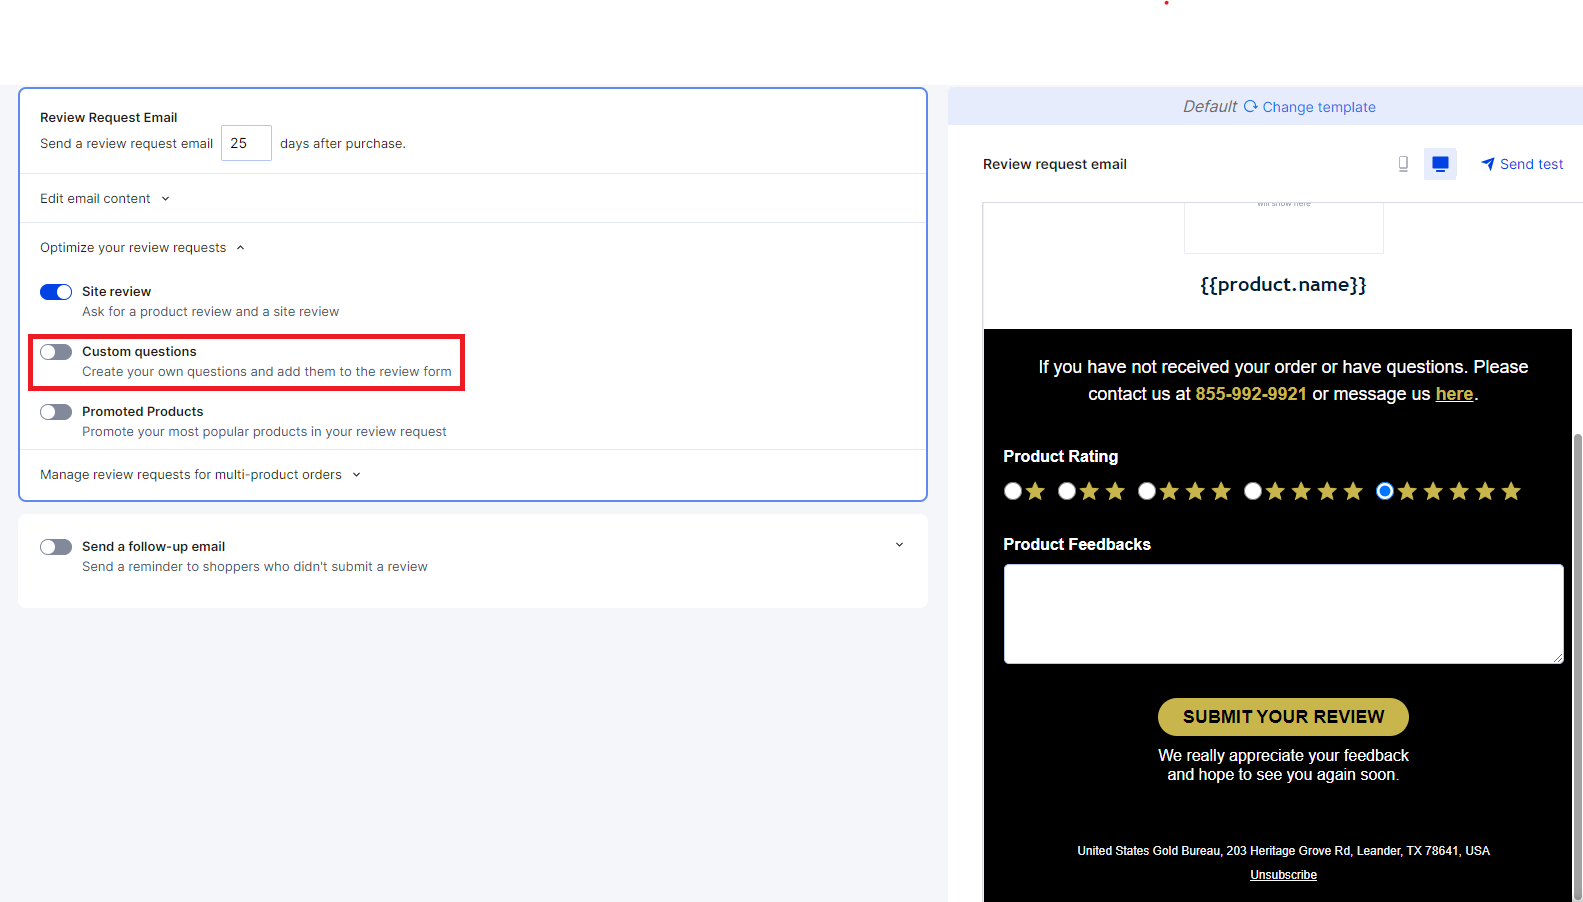 Review Request Email
Send a review request email 25 days after purchase.
Edit email content
Optimize your review requests
Site review
Ask for a product review and a site review
Custom questions
Create your own questions and add them to the review form
Promoted Products
Promote your most popular products in your review request
Manage review requests for multi-product orders
Send a follow-up email
Send a reminder to shoppers who didn't submit a review
Default Change template
Review request email
Send test
will show here
{{product.name}}
If you have not received your order or have questions. Please
contact us at 855-992-9921 or message us here.
Product Rating
Product Feedbacks
SUBMIT YOUR REVIEW
We really appreciate your feedback
and hope to see you again soon.
United States Gold Bureau, 203 Heritage Grove Rd, Leander, TX 78641, USA
Unsubscribe